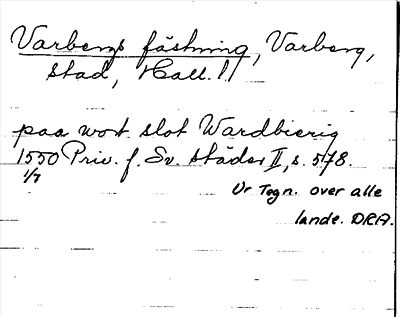 Varbergs fästning, Varberg,
stad, Hall. l.
paa wort slot Wardbierig
1550 Priv. f. Sv. städer II, s. 578.
1/7
Ur Tegn. over alle
lande. DRA.